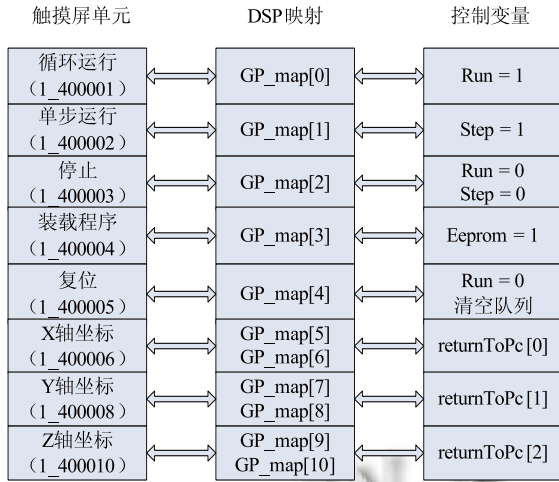 触摸屏单元 DSP映射 控制变量
循环运行
(1_400001)
GP_map[0]
Run = 1
单步运行
(1_400002)
GP_map[1]
Step = 1
停止
(1_400003)
GP_map[2]
Run = 0
Step = 0
装载程序
(1_400004)
GP_map[3]
Eeprom = 1
复位
(1_400005)
GP_map[4]
Run = 0
清空队列
X轴坐标
(1_400006)
GP_map[5]
GP_map[6]
returnToPc[0]
Y轴坐标
(1_400008)
GP_map[7]
GP_map[8]
returnToPc[1]
Z轴坐标
(1_400010)
GP_map[9]
GP_map[10]
returnToPc[2]